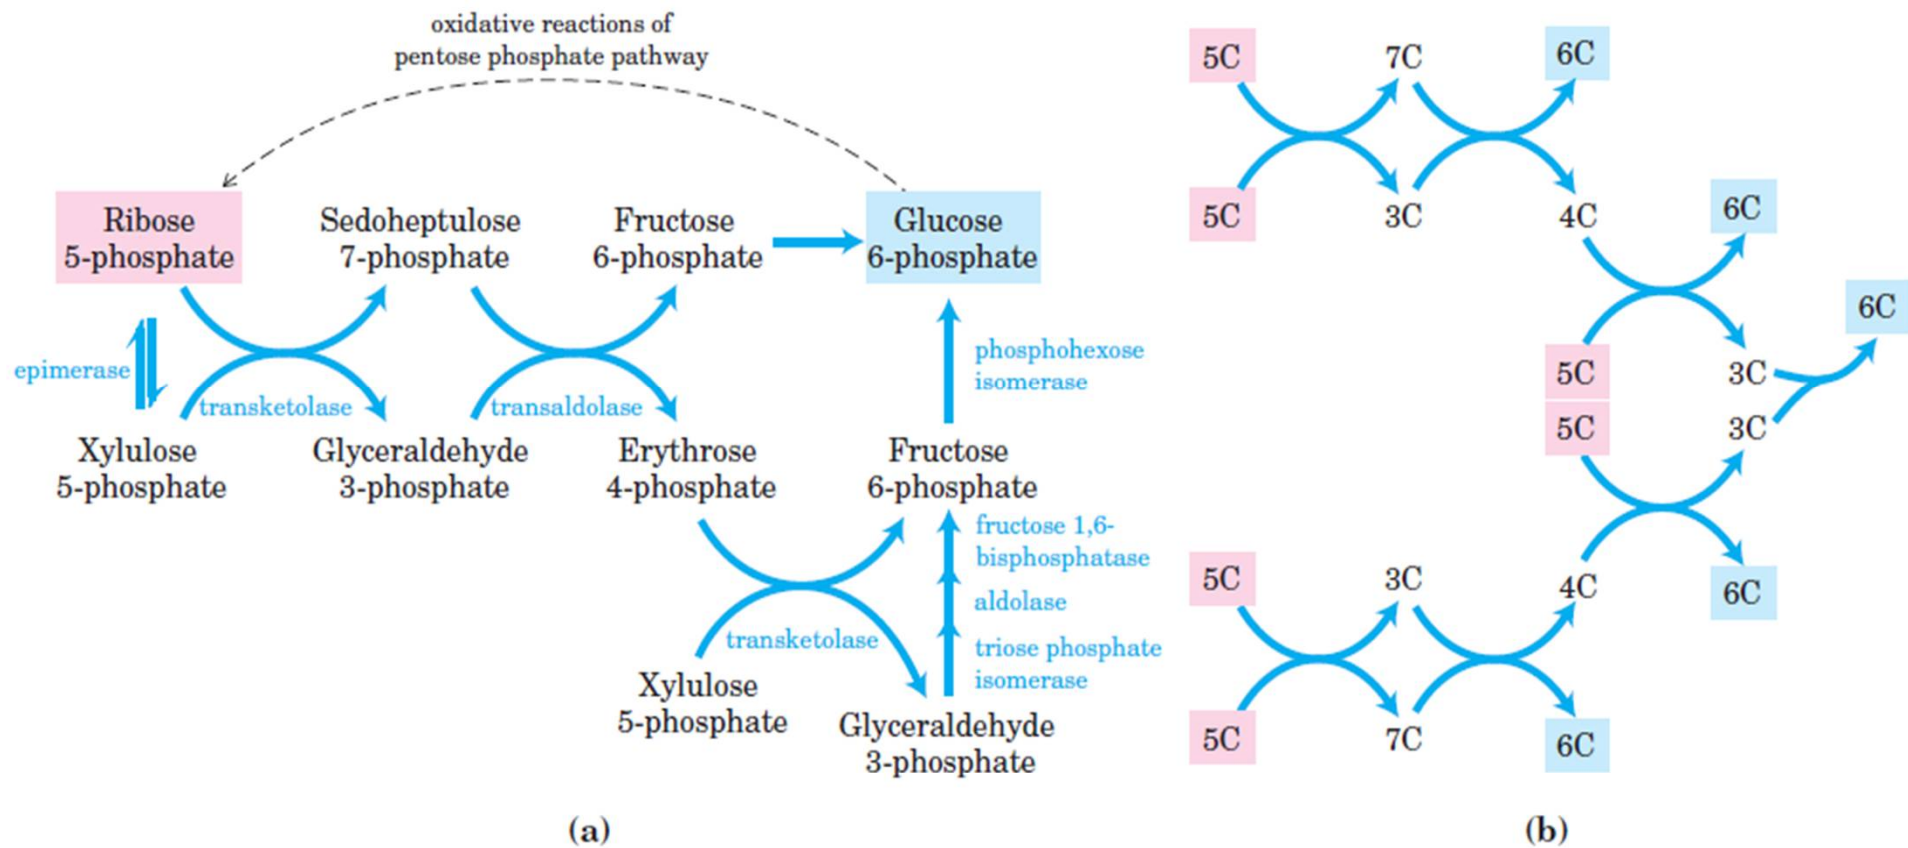 oxidative reactions of
pentose phosphate pathway
Ribose
5-phosphate
Sedoheptulose
7-phosphate
Fructose
6-phosphate
Glucose
6-phosphate
epimerase
transketolase
transaldolase
phosphohexose
isomerase
Xylulose
5-phosphate
Glyceraldehyde
3-phosphate
Erythrose
4-phosphate
Fructose
6-phosphate
fructose 1,6-
bisphosphatase
aldolase
triose phosphate
isomerase
transketolase
Xylulose
5-phosphate
Glyceraldehyde
3-phosphate
(a)
5C
7C
6C
5C
3C
4C
6C
6C
5C
3C
5C
3C
5C
3C
4C
6C
5C
7C
6C
(b)